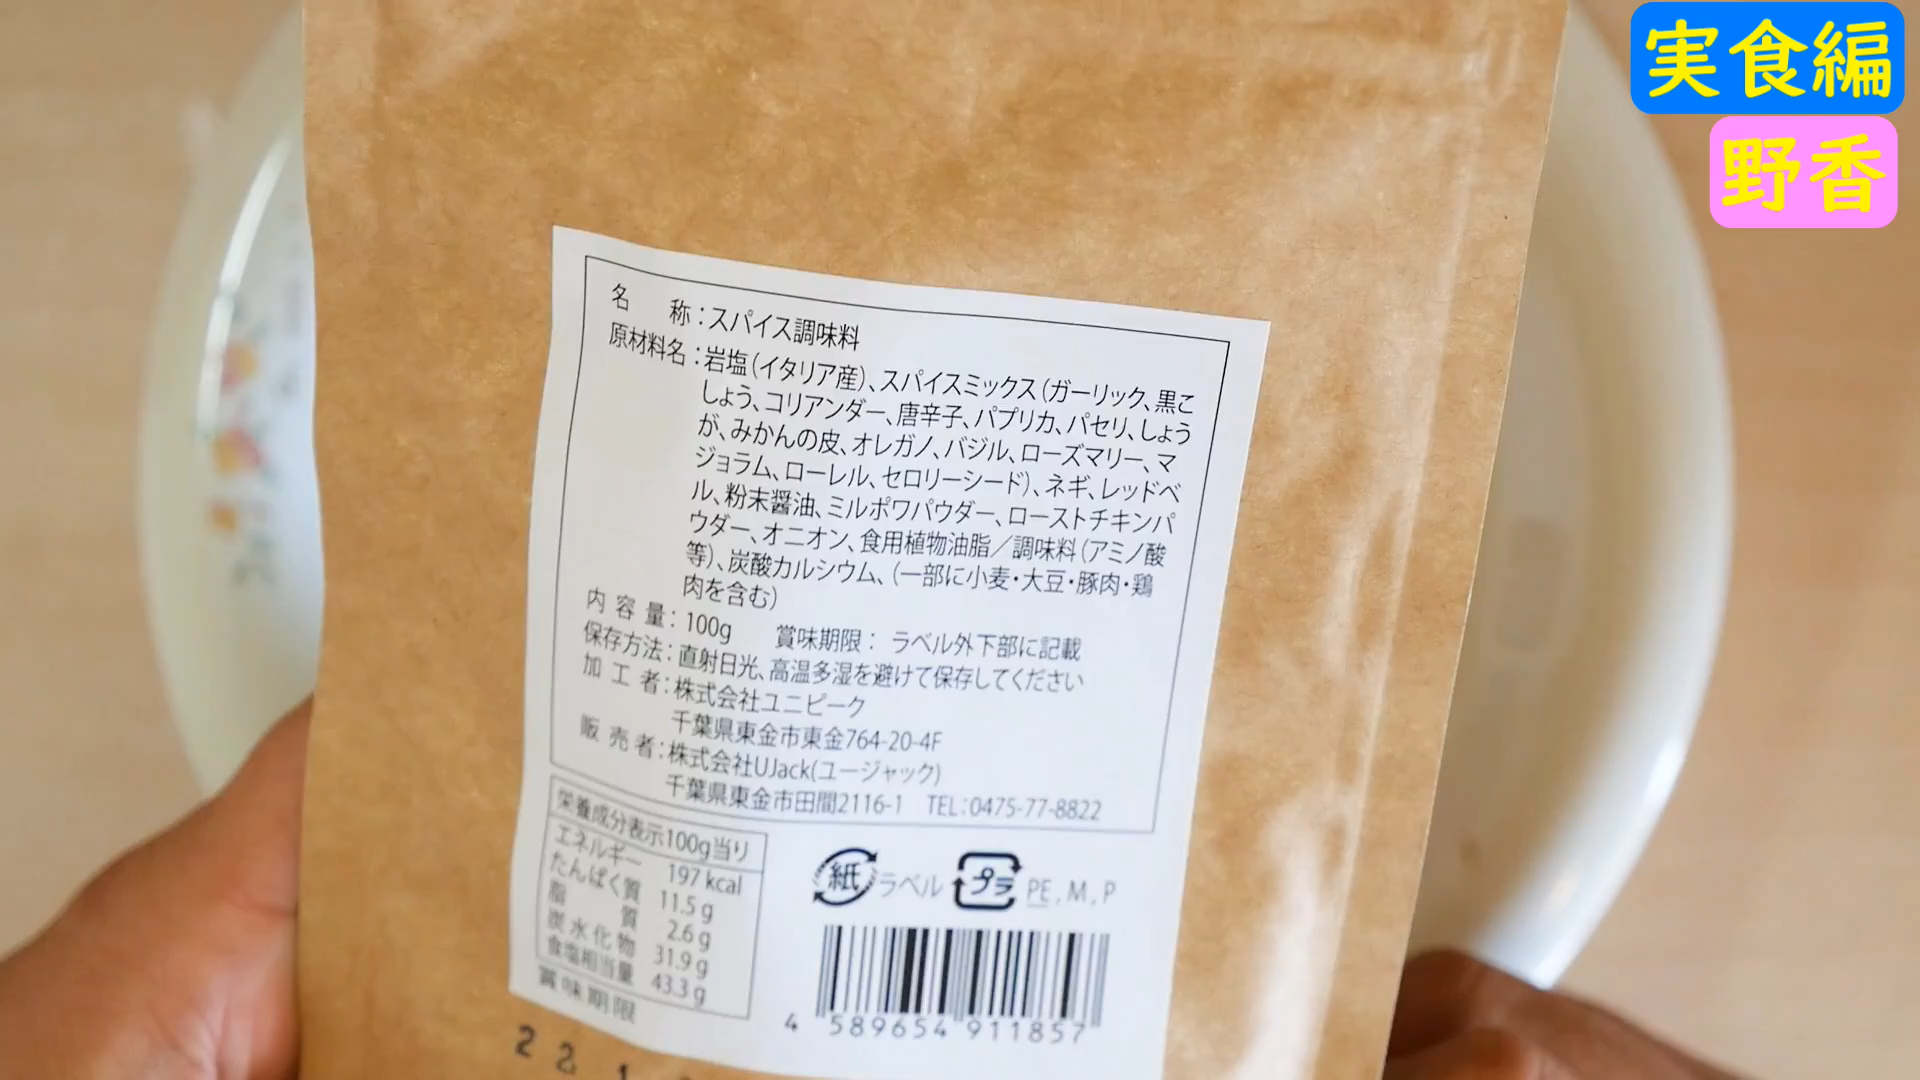 実食編
野香
名 称：スパイス調味料
原材料名：岩塩（イタリア産）、スパイスミックス（ガーリック、黒こ
しょう、コリアンダー、唐辛子、パプリカ、パセリ、しょう
が、みかんの皮、オレガノ、バジル、ローズマリー、マ
ジョラム、ローレル、セロリーシード）、ネギ、レッドベ
ル、粉末醤油、ミルポワパウダー、ローストチキンパ
ウダー、オニオン、食用植物油脂／調味料（アミノ酸
等）、炭酸カルシウム、（一部に小麦・大豆・豚肉・鶏
肉を含む）
内容量：100g 賞味期限：ラベル外下部に記載
保存方法：直射日光、高温多湿を避けて保存してください
加工者：株式会社ユニピーク
千葉県東金市東金764-20-4F
販売者：株式会社UJack(ユージャック)
千葉県東金市田間2116-1 TEL：0475-77-8822
栄養成分表示100g当り
エネルギー 197 kcal
たんぱく質 11.5 g
脂質 2.6 g
炭水化物 31.9 g
食塩相当量 43.3 g
賞味期限
紙 ラベル プラ PE , M , P
4 589654 911857
22.1